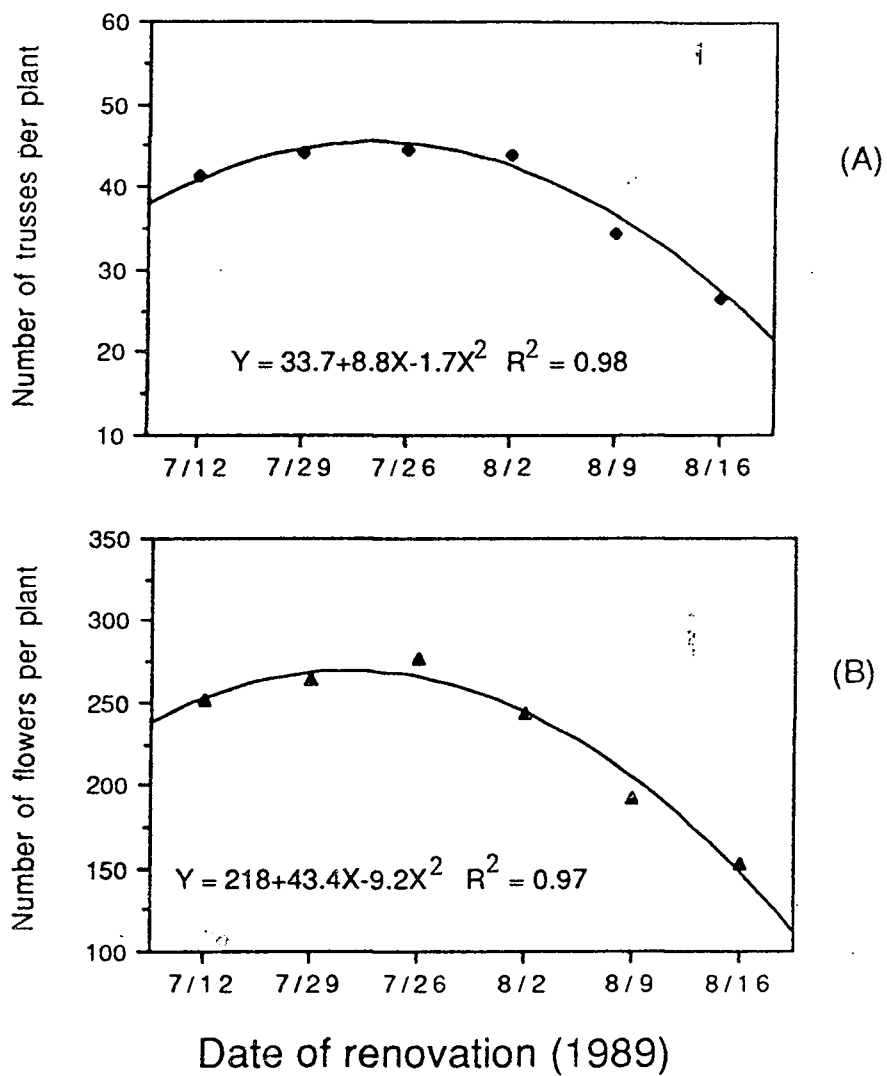 Number of trusses per plant
60
50
40
30
20
10
Y = 33.7+8.8X-1.7X² R² = 0.98
7/12 7/29 7/26 8/2 8/9 8/16
(A)
Number of flowers per plant
350
300
250
200
150
100
Y = 218+43.4X-9.2X² R² = 0.97
7/12 7/29 7/26 8/2 8/9 8/16
(B)
Date of renovation (1989)